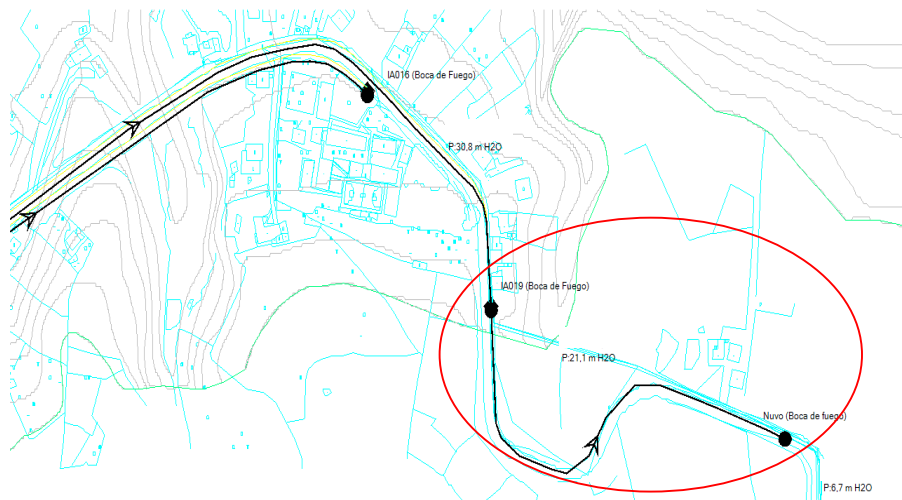 IA016 (Boca de Fuego)
P:30,8 m H2O
IA019 (Boca de Fuego)
P:21,1 m H2O
Nuvo (Boca de fuego)
P:6,7 m H2O